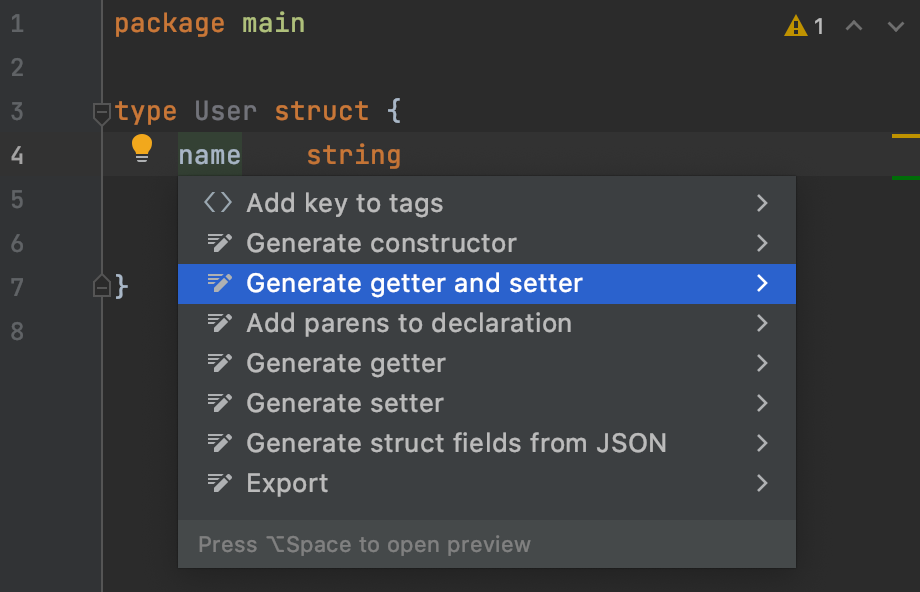 1 package main
1
2
3 type User struct {
4 name string
Add key to tags
5 Generate constructor
6 Generate getter and setter
7 }
Add parens to declaration
8
Generate getter
Generate setter
Generate struct fields from JSON
Export
Press ⌥Space to open preview